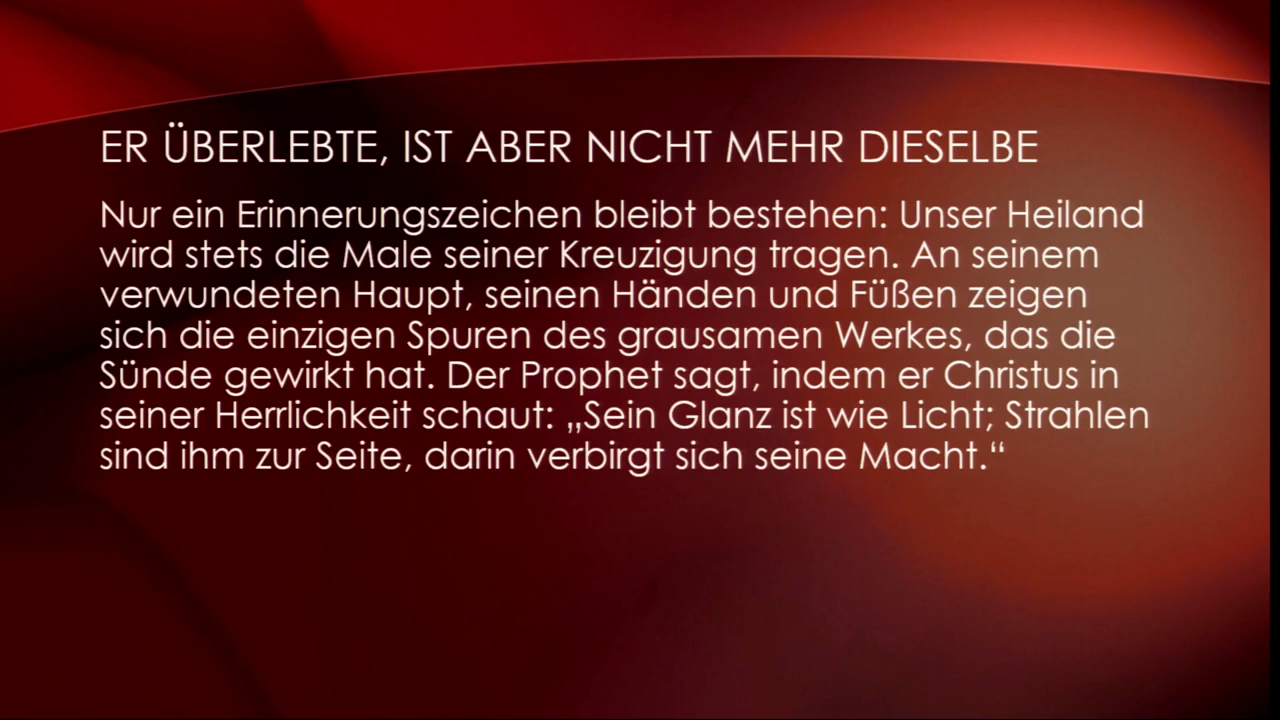 ER ÜBERLEBTE, IST ABER NICHT MEHR DIESELBE
Nur ein Erinnerungszeichen bleibt bestehen: Unser Heiland
wird stets die Male seiner Kreuzigung tragen. An seinem
verwundeten Haupt, seinen Händen und Füßen zeigen
sich die einzigen Spuren des grausamen Werkes, das die
Sünde gewirkt hat. Der Prophet sagt, indem er Christus in
seiner Herrlichkeit schaut: „Sein Glanz ist wie Licht; Strahlen
sind ihm zur Seite, darin verbirgt sich seine Macht.“